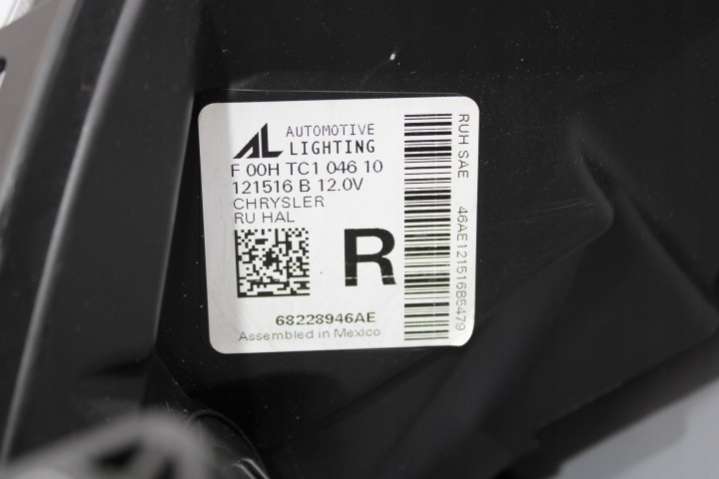 AL AUTOMOTIVE
LIGHTING
F 00H TC1 046 10
121516 B 12.0V
CHRYSLER
RU HAL
R
68228946AE
Assembled in Mexico
RUH SAE 46AE121516B5479